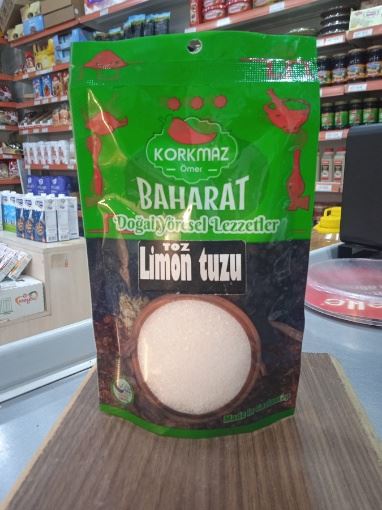 KORKMAZ
Ömer
BAHARAT
Doğal Yöresel Lezzetler
TOZ
Limon tuzu